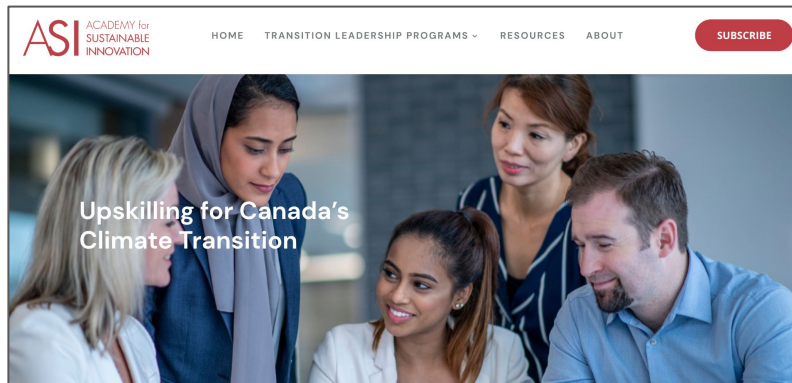 ASI ACADEMY for
SUSTAINABLE
INNOVATION
HOME TRANSITION LEADERSHIP PROGRAMS RESOURCES ABOUT
SUBSCRIBE
Upskilling for Canada's
Climate Transition